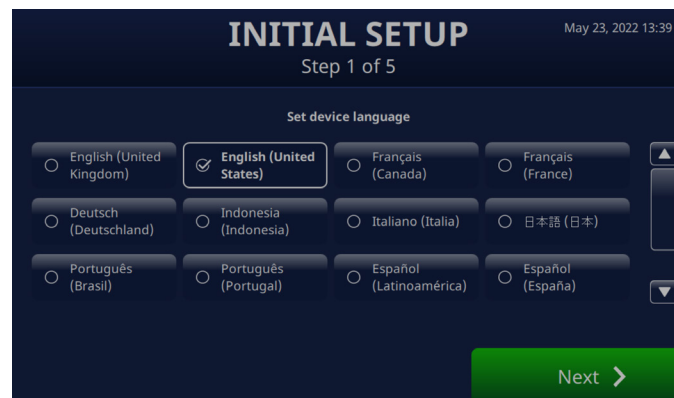 INITIAL SETUP
May 23, 2022 13:39
Step 1 of 5
Set device language
English (United
Kingdom)
English (United
States)
Français
(Canada)
Français
(France)
Deutsch
(Deutschland)
Indonesia
(Indonesia)
Italiano (Italia)
日本語 (日本)
Português
(Brasil)
Português
(Portugal)
Español
(Latinoamérica)
Español
(España)
Next